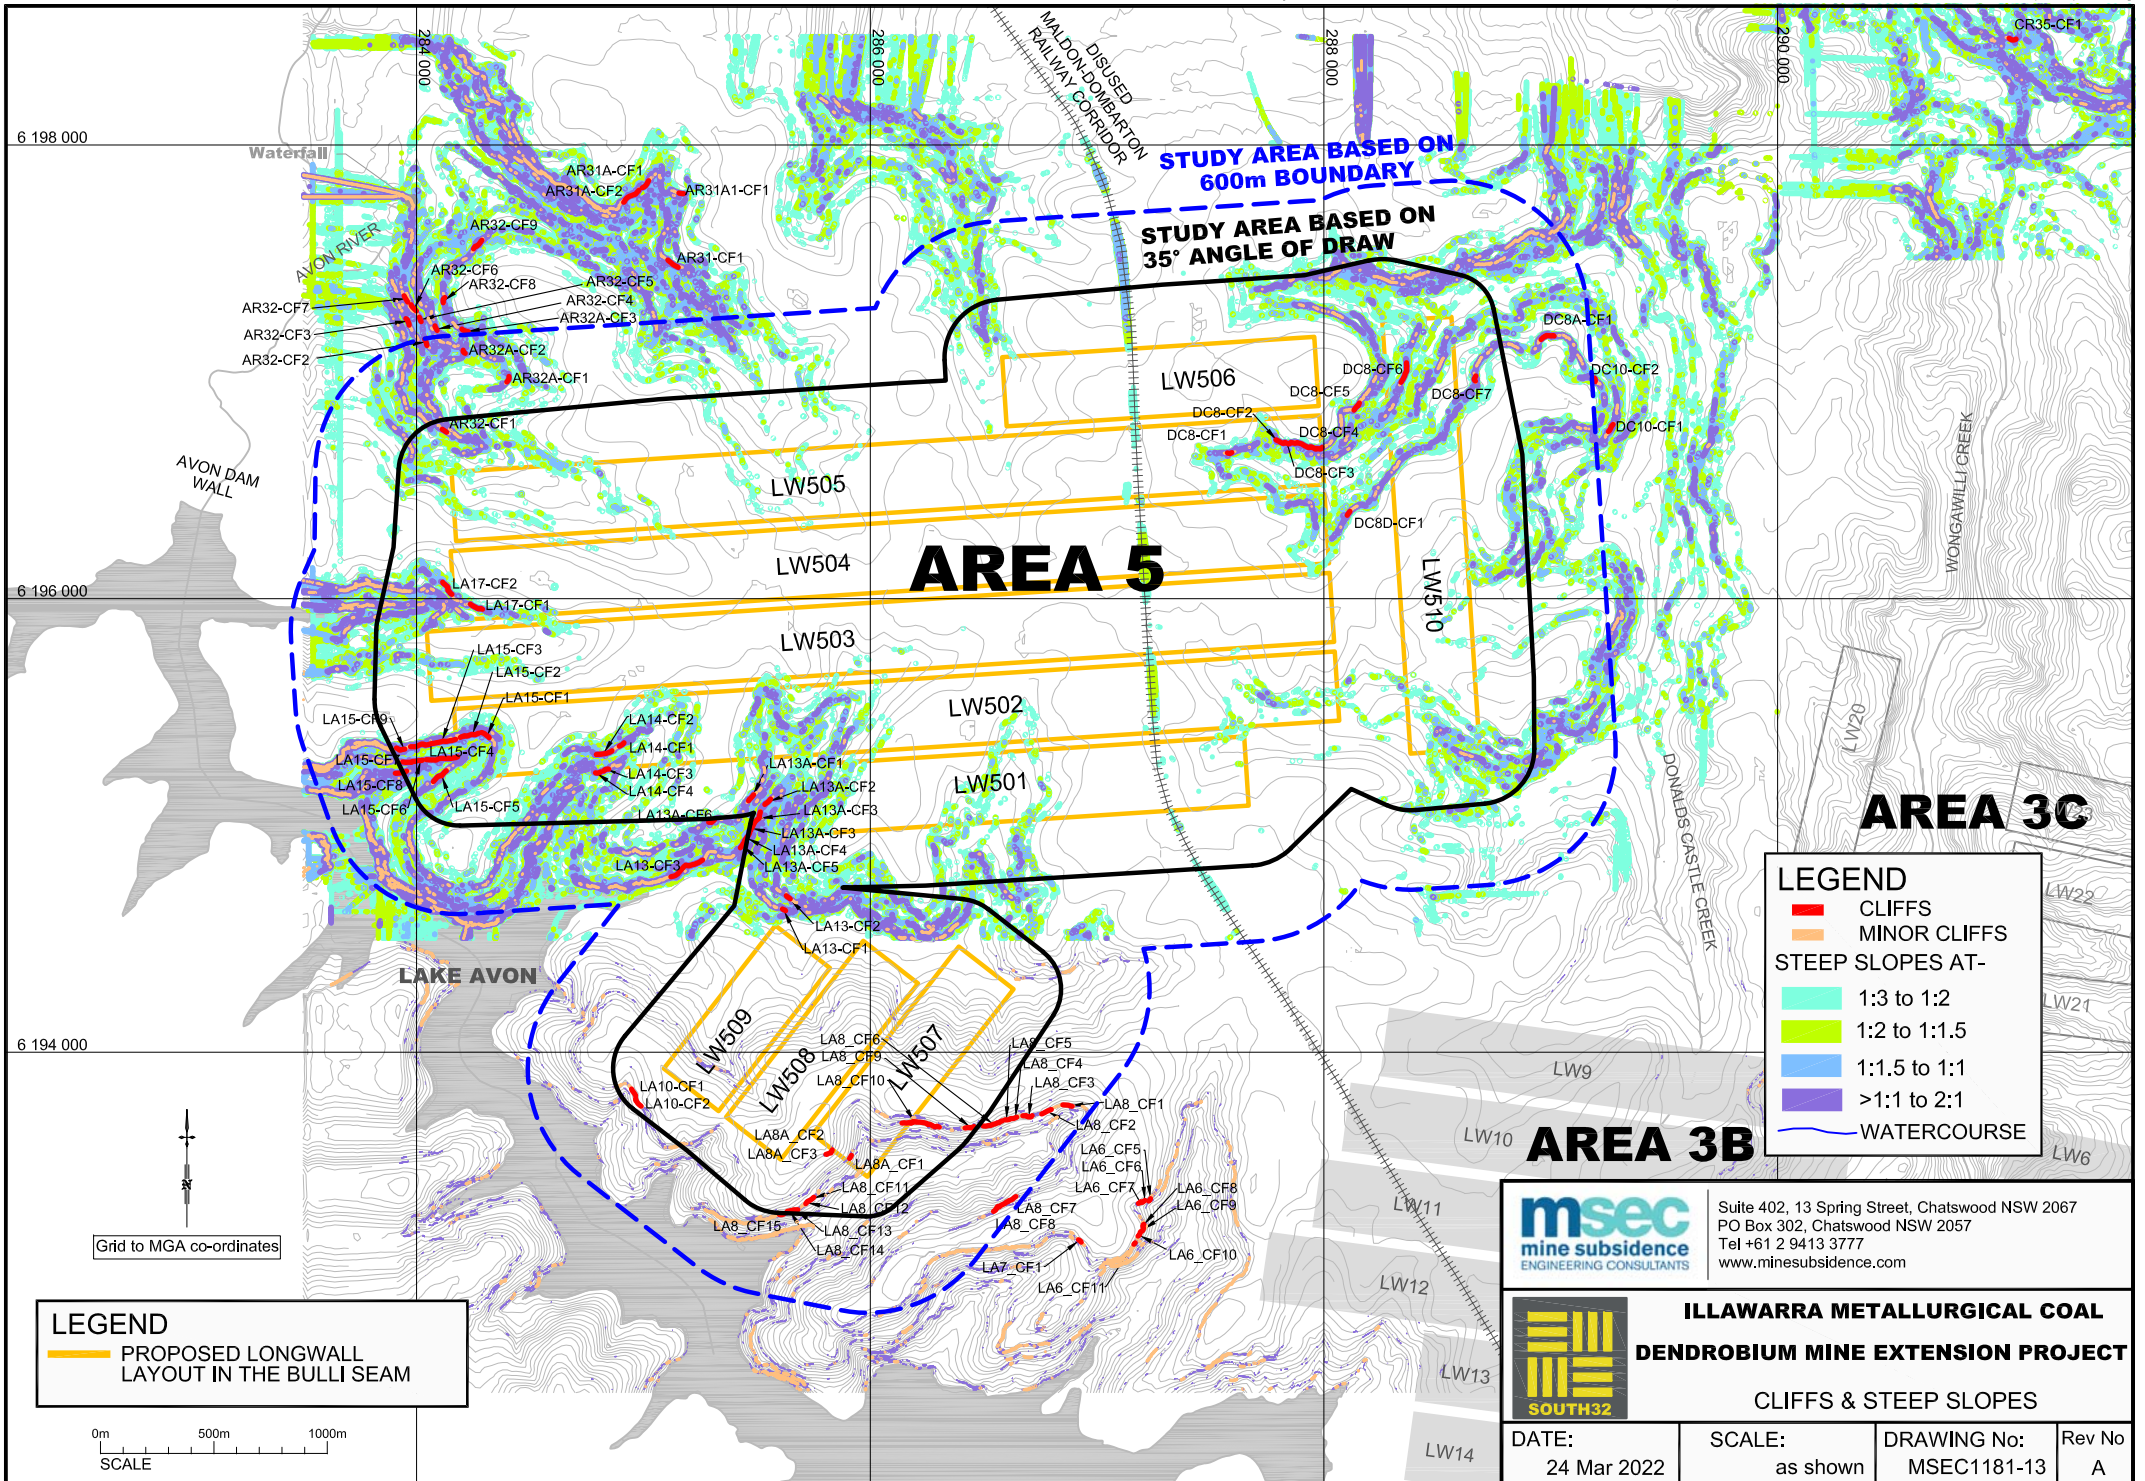 284 000
286 000
288 000
290 000
CR35-CF1
DISUSED
MALDON-DOMBARTON
RAILWAY CORRIDOR
6 198 000
Waterfall
STUDY AREA BASED ON
600m BOUNDARY
AR31A-CF1
AR31A-CF2
AR31A1-CF1
STUDY AREA BASED ON
35° ANGLE OF DRAW
AR32-CF9
AVON RIVER
AR31-CF1
AR32-CF6
AR32-CF8
AR32-CF5
AR32-CF4
AR32A-CF3
AR32-CF7
AR32-CF3
AR32-CF2
AR32A-CF2
AR32A-CF1
AR32-CF1
DC8A-CF1
DC8-CF6
DC10-CF2
LW506
DC8-CF5
DC8-CF7
DC8-CF2
DC8-CF1
DC8-CF4
DC10-CF1
DC8-CF3
WONGAWILLI CREEK
AVON DAM
WALL
LW505
DC8D-CF1
AREA 5
LW504
LW510
6 196 000
LA17-CF2
LA17-CF1
LW503
LA15-CF3
LA15-CF2
LA15-CF1
LW502
LA15-CF9
LA14-CF2
LA14-CF1
LA15-CF4
LA15-CF7
LA14-CF3
LA14-CF4
LA15-CF8
LA15-CF6
LA15-CF5
LA13A-CF1
LA13A-CF2
LA13A-CF3
LW501
LA13A-CF6
LA13A-CF3
LA13A-CF4
LA13A-CF5
LA13-CF3
LW20
DONALDS CASTLE CREEK
AREA 3C
LA13-CF2
LA13-CF1
LAKE AVON
LEGEND
CLIFFS
MINOR CLIFFS
STEEP SLOPES AT-
1:3 to 1:2
1:2 to 1:1.5
1:1.5 to 1:1
>1:1 to 2:1
WATERCOURSE
LW22
LW21
LW6
6 194 000
LW509
LW508
LW507
LA8_CF6
LA8_CF9
LA8_CF10
LA8_CF5
LA8_CF4
LA8_CF3
LA8_CF1
LA8_CF2
LA10-CF1
LA10-CF2
LA8A_CF2
LA8A_CF3
LA8A_CF1
LA8_CF11
LA8_CF12
LA8_CF13
LA8_CF14
LA8_CF15
LA8_CF7
LA8_CF8
LA6_CF5
LA6_CF6
LA6_CF7
LA6_CF8
LA6_CF9
LA6_CF10
LA7_CF1
LA6_CF11
LW9
LW10
AREA 3B
LW11
LW12
LW13
LW14
N
Grid to MGA co-ordinates
LEGEND
PROPOSED LONGWALL
LAYOUT IN THE BULLI SEAM
0m 500m 1000m
SCALE
msec
mine subsidence
ENGINEERING CONSULTANTS
Suite 402, 13 Spring Street, Chatswood NSW 2067
PO Box 302, Chatswood NSW 2057
Tel +61 2 9413 3777
www.minesubsidence.com
SOUTH32
ILLAWARRA METALLURGICAL COAL
DENDROBIUM MINE EXTENSION PROJECT
CLIFFS & STEEP SLOPES
DATE:
24 Mar 2022
SCALE:
as shown
DRAWING No:
MSEC1181-13
Rev No
A